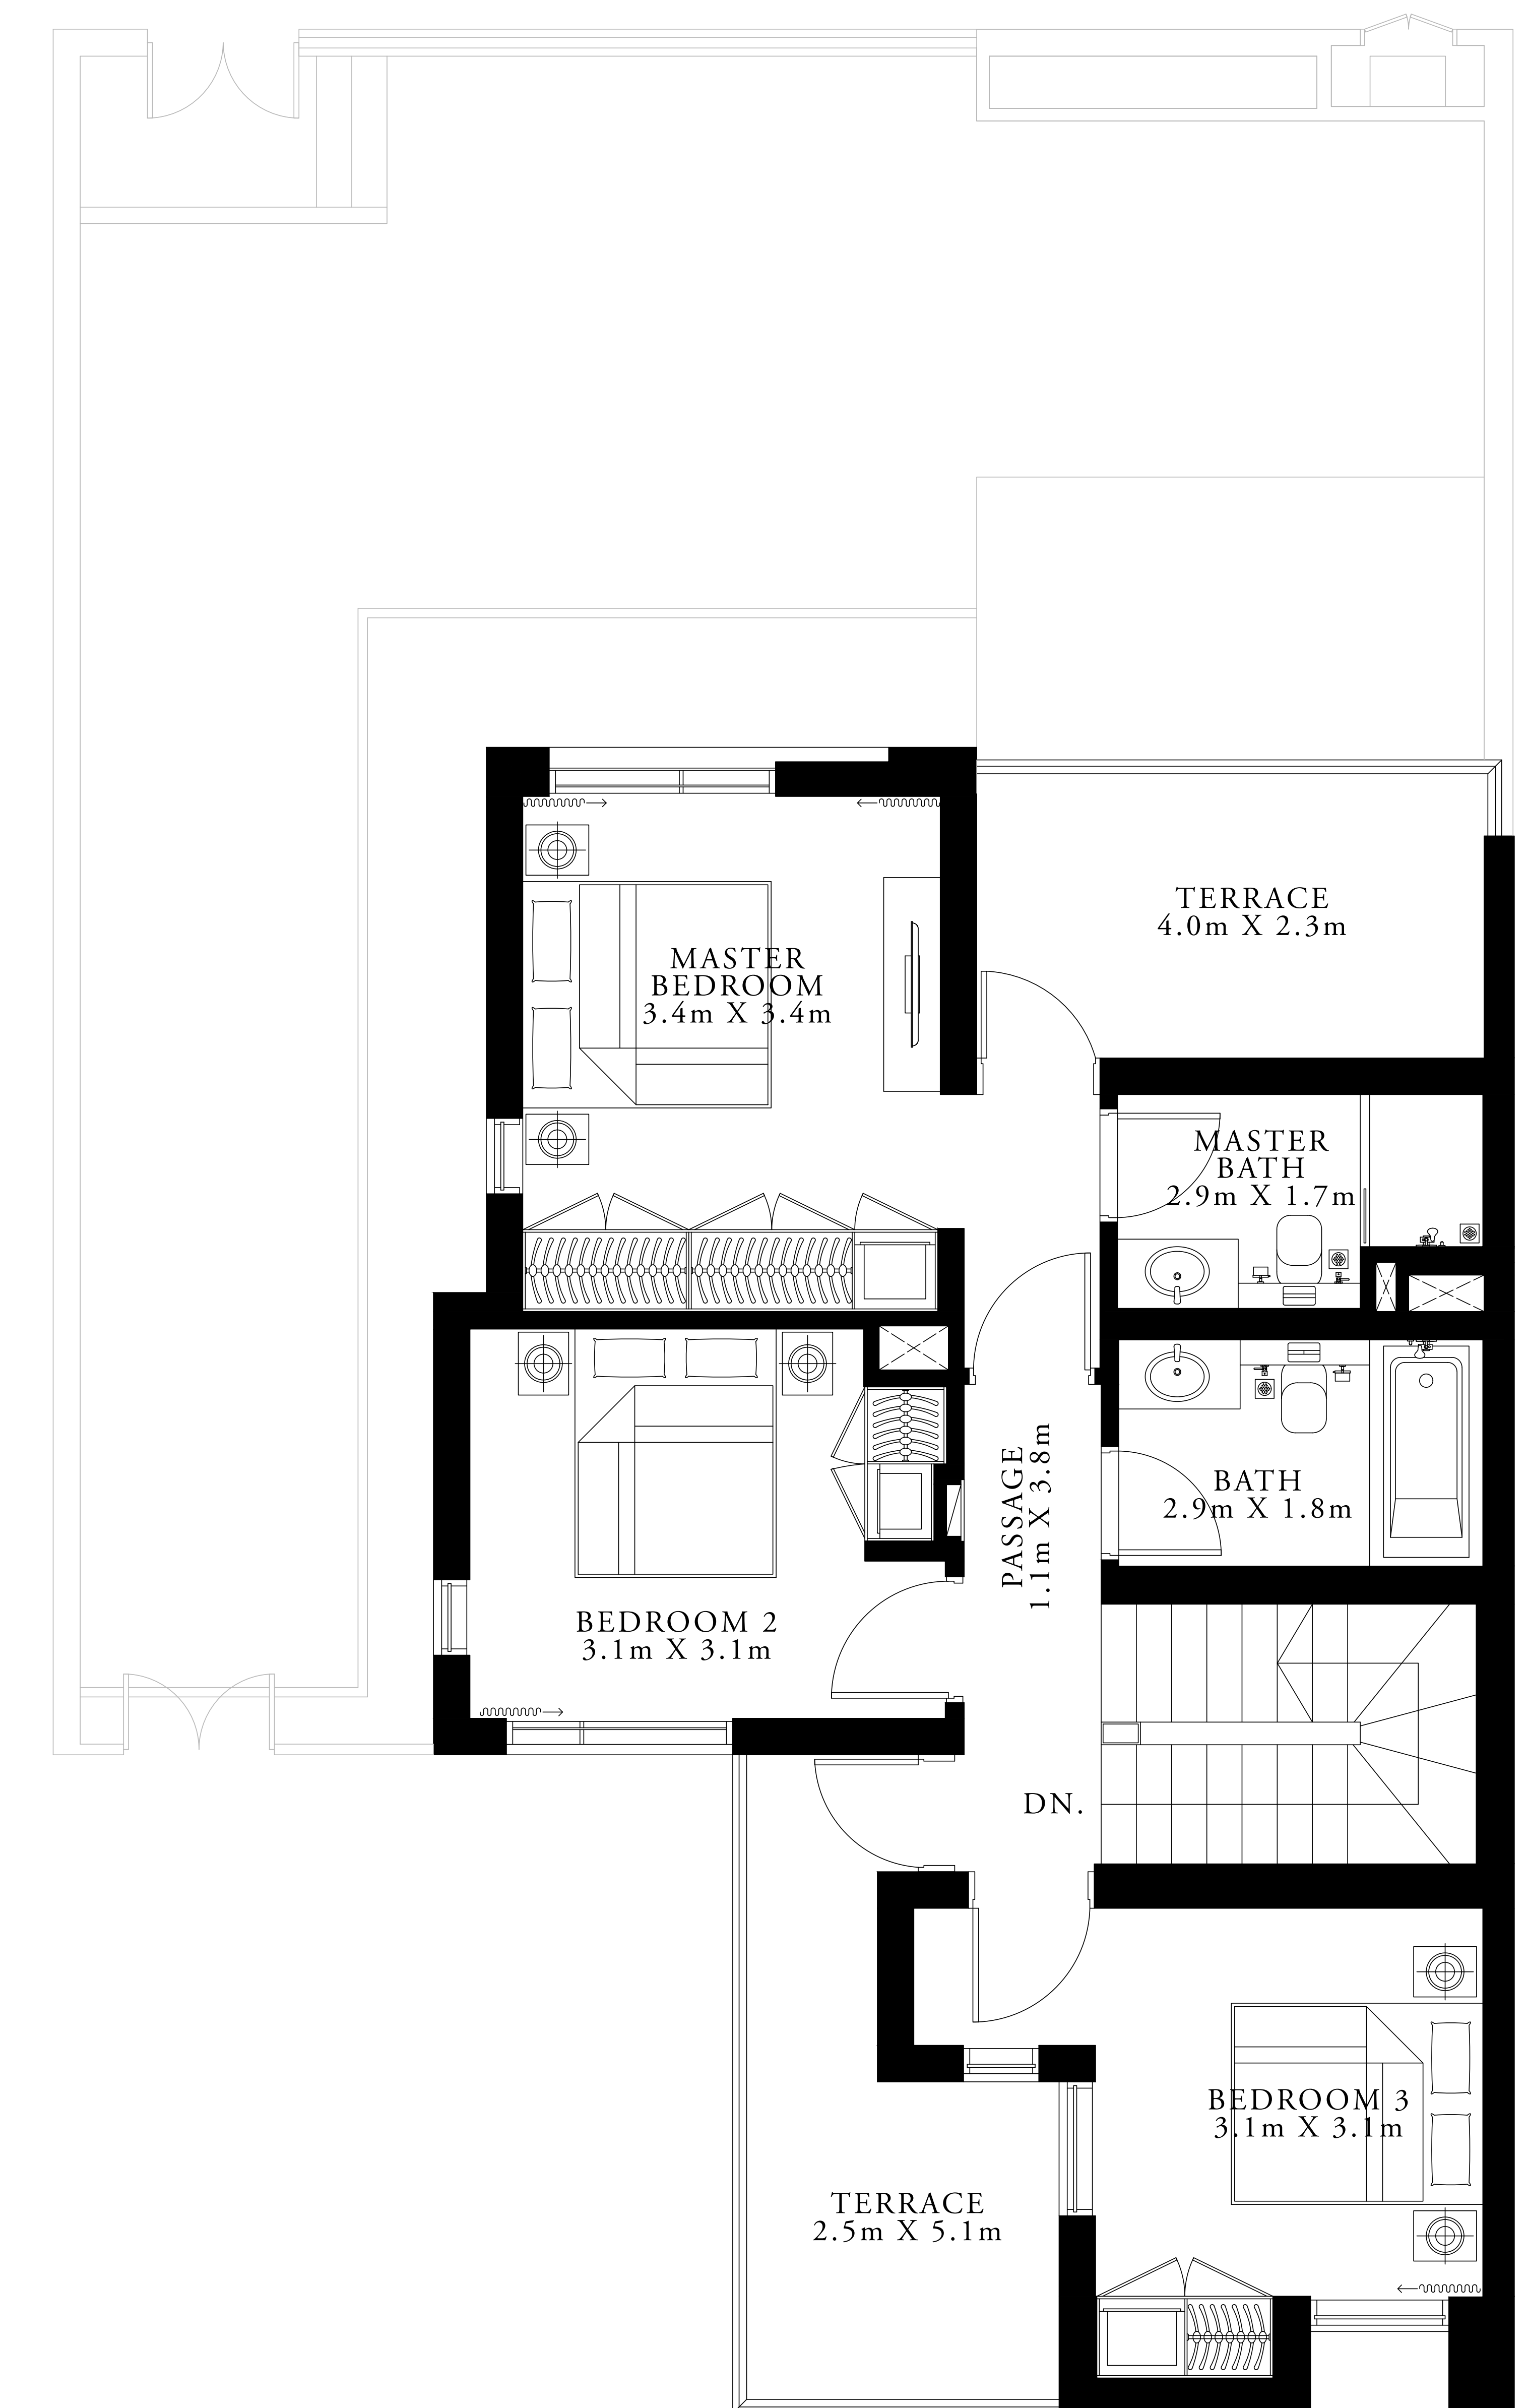 TERRACE
4.0m X 2.3m
MASTER
BEDROOM
3.4m X 3.4m
MASTER
BATH
2.9m X 1.7m
PASSAGE
1.1m X 3.8m
BATH
2.9m X 1.8m
BEDROOM 2
3.1m X 3.1m
DN.
BEDROOM 3
3.1m X 3.1m
TERRACE
2.5m X 5.1m